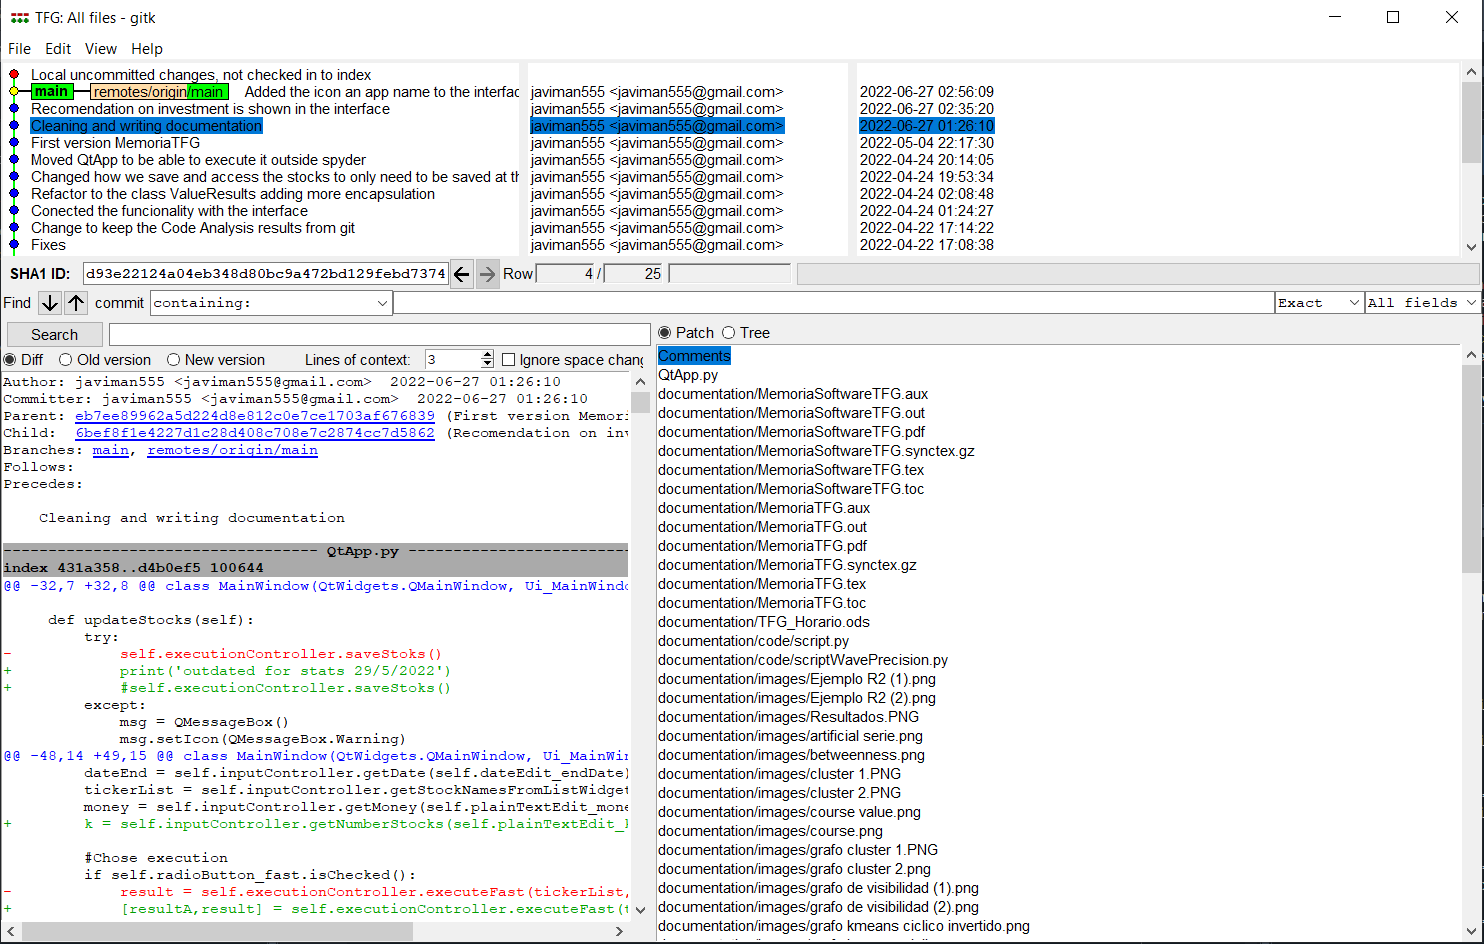 TFG: All files - gitk
File Edit View Help
Local uncommitted changes, not checked in to index
main remotes/origin/main Added the icon an app name to the interfac javiman555 <javiman555@gmail.com> 2022-06-27 02:56:09
Recomendation on investment is shown in the interface javiman555 <javiman555@gmail.com> 2022-06-27 02:35:20
Cleaning and writing documentation javiman555 <javiman555@gmail.com> 2022-06-27 01:26:10
First version MemoriaTFG javiman555 <javiman555@gmail.com> 2022-05-04 22:17:30
Moved QtApp to be able to execute it outside spyder javiman555 <javiman555@gmail.com> 2022-04-24 20:14:05
Changed how we save and access the stocks to only need to be saved at th javiman555 <javiman555@gmail.com> 2022-04-24 19:53:34
Refactor to the class ValueResults adding more encapsulation javiman555 <javiman555@gmail.com> 2022-04-24 02:08:48
Conected the funcionality with the interface javiman555 <javiman555@gmail.com> 2022-04-24 01:24:27
Change to keep the Code Analysis results from git javiman555 <javiman555@gmail.com> 2022-04-22 17:14:22
Fixes javiman555 <javiman555@gmail.com> 2022-04-22 17:08:38
SHA1 ID: d93e22124a04eb348d80bc9a472bd129febd7374 Row 4 / 25
Find commit containing: Exact All fields
Search
Diff Old version New version Lines of context: 3 Ignore space chang
Author: javiman555 <javiman555@gmail.com> 2022-06-27 01:26:10
Committer: javiman555 <javiman555@gmail.com> 2022-06-27 01:26:10
Parent: eb7ee89962a5d224d8e812c0e7ce1703af676839 (First version Memori
Child: 6bef8f1e4227d1c28d408c708e7c2874cc7d5862 (Recomendation on inv
Branches: main, remotes/origin/main
Follows:
Precedes:
Cleaning and writing documentation
----------------------------------- QtApp.py -------------------------
index 431a358..d4b0ef5 100644
@@ -32,7 +32,8 @@ class MainWindow(QtWidgets.QMainWindow, Ui_MainWindo
def updateStocks(self):
try:
- self.executionController.saveStoks()
+ print('outdated for stats 29/5/2022')
+ #self.executionController.saveStoks()
except:
msg = QMessageBox()
msg.setIcon(QMessageBox.Warning)
@@ -48,14 +49,15 @@ class MainWindow(QtWidgets.QMainWindow, Ui_MainWin
dateEnd = self.inputController.getDate(self.dateEdit_endDate)
tickerList = self.inputController.getStockNamesFromListWidget
money = self.inputController.getMoney(self.plainTextEdit_mone
+ k = self.inputController.getNumberStocks(self.plainTextEdit_k
#Chose execution
if self.radioButton_fast.isChecked():
- result = self.executionController.executeFast(tickerList,
+ [resultA,result] = self.executionController.executeFast(t
Patch Tree
Comments
QtApp.py
documentation/MemoriaSoftwareTFG.aux
documentation/MemoriaSoftwareTFG.out
documentation/MemoriaSoftwareTFG.pdf
documentation/MemoriaSoftwareTFG.synctex.gz
documentation/MemoriaSoftwareTFG.tex
documentation/MemoriaSoftwareTFG.toc
documentation/MemoriaTFG.aux
documentation/MemoriaTFG.out
documentation/MemoriaTFG.pdf
documentation/MemoriaTFG.synctex.gz
documentation/MemoriaTFG.tex
documentation/MemoriaTFG.toc
documentation/TFG_Horario.ods
documentation/code/script.py
documentation/code/scriptWavePrecision.py
documentation/images/Ejemplo R2 (1).png
documentation/images/Ejemplo R2 (2).png
documentation/images/Resultados.PNG
documentation/images/artificial serie.png
documentation/images/betweenness.png
documentation/images/cluster 1.PNG
documentation/images/cluster 2.PNG
documentation/images/course value.png
documentation/images/course.png
documentation/images/grafo cluster 1.PNG
documentation/images/grafo cluster 2.png
documentation/images/grafo de visibilidad (1).png
documentation/images/grafo de visibilidad (2).png
documentation/images/grafo kmeans ciclico invertido.png